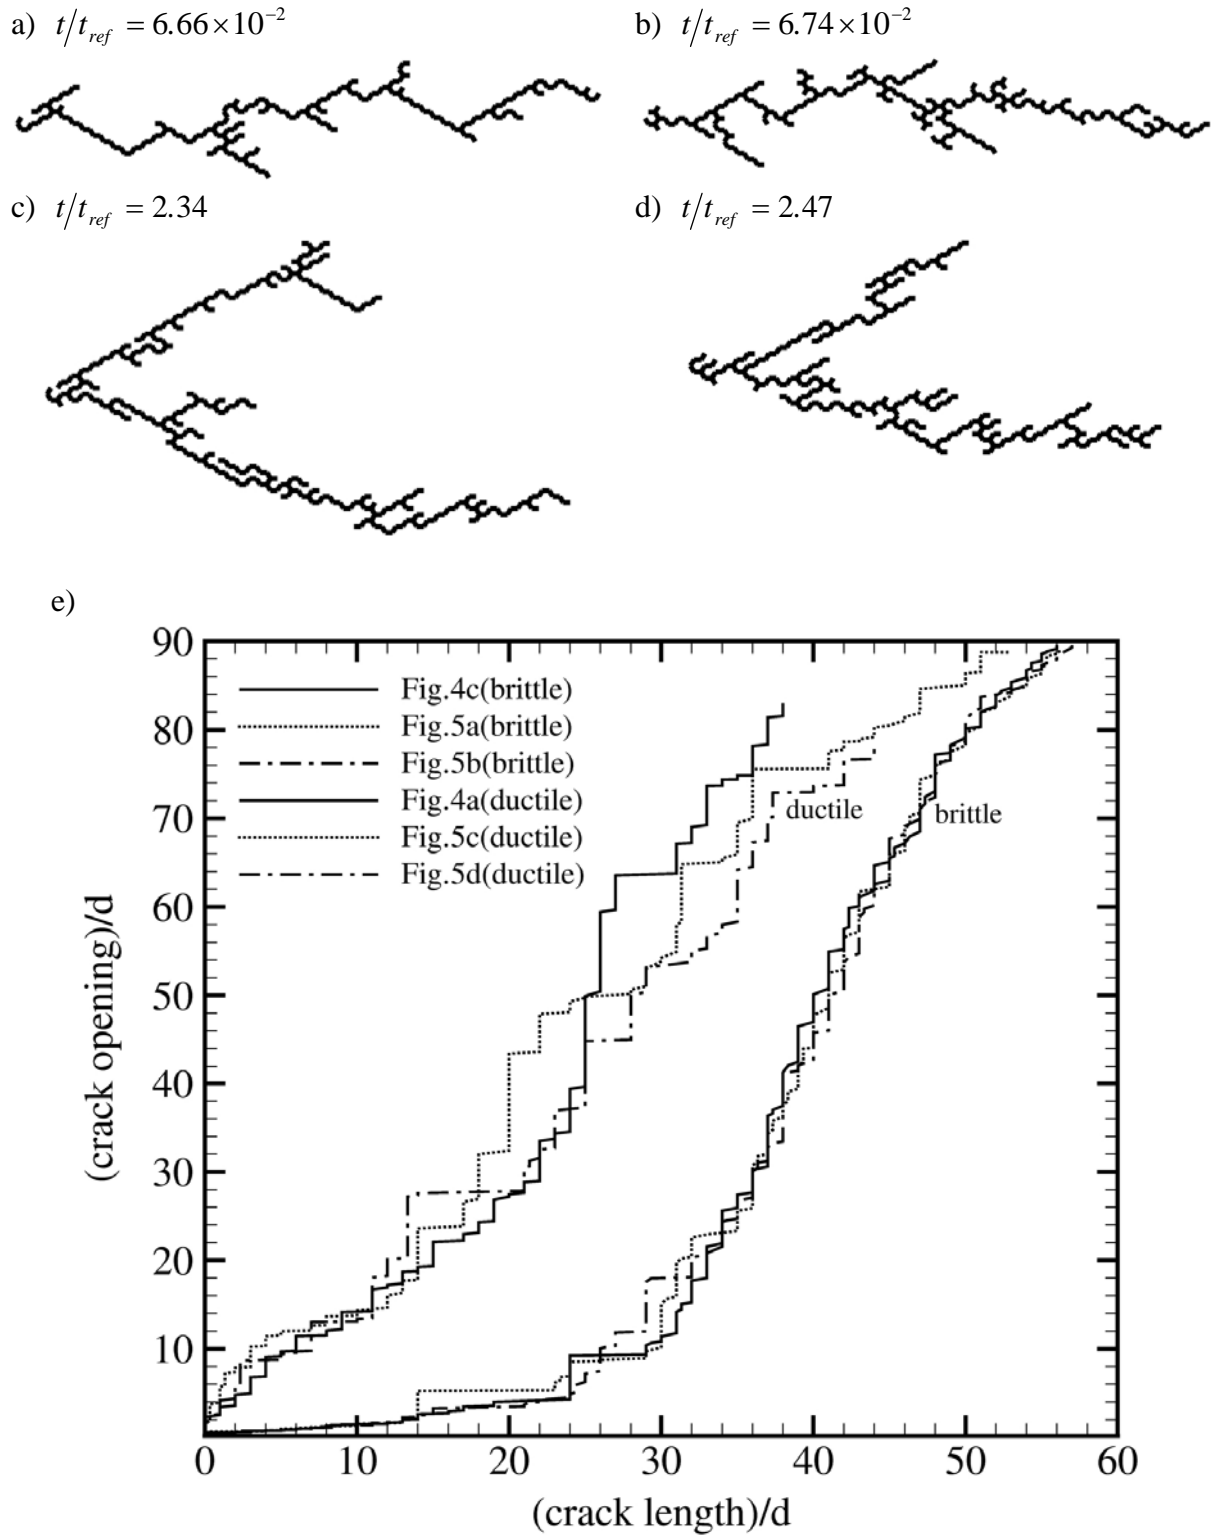 a) t/t_ref = 6.66×10⁻²
b) t/t_ref = 6.74×10⁻²
c) t/t_ref = 2.34
d) t/t_ref = 2.47
e)
90
80
70
60
50
40
30
20
10
(crack opening)/d
Fig.4c(brittle)
Fig.5a(brittle)
Fig.5b(brittle)
Fig.4a(ductile)
Fig.5c(ductile)
Fig.5d(ductile)
ductile
brittle
0 10 20 30 40 50 60
(crack length)/d